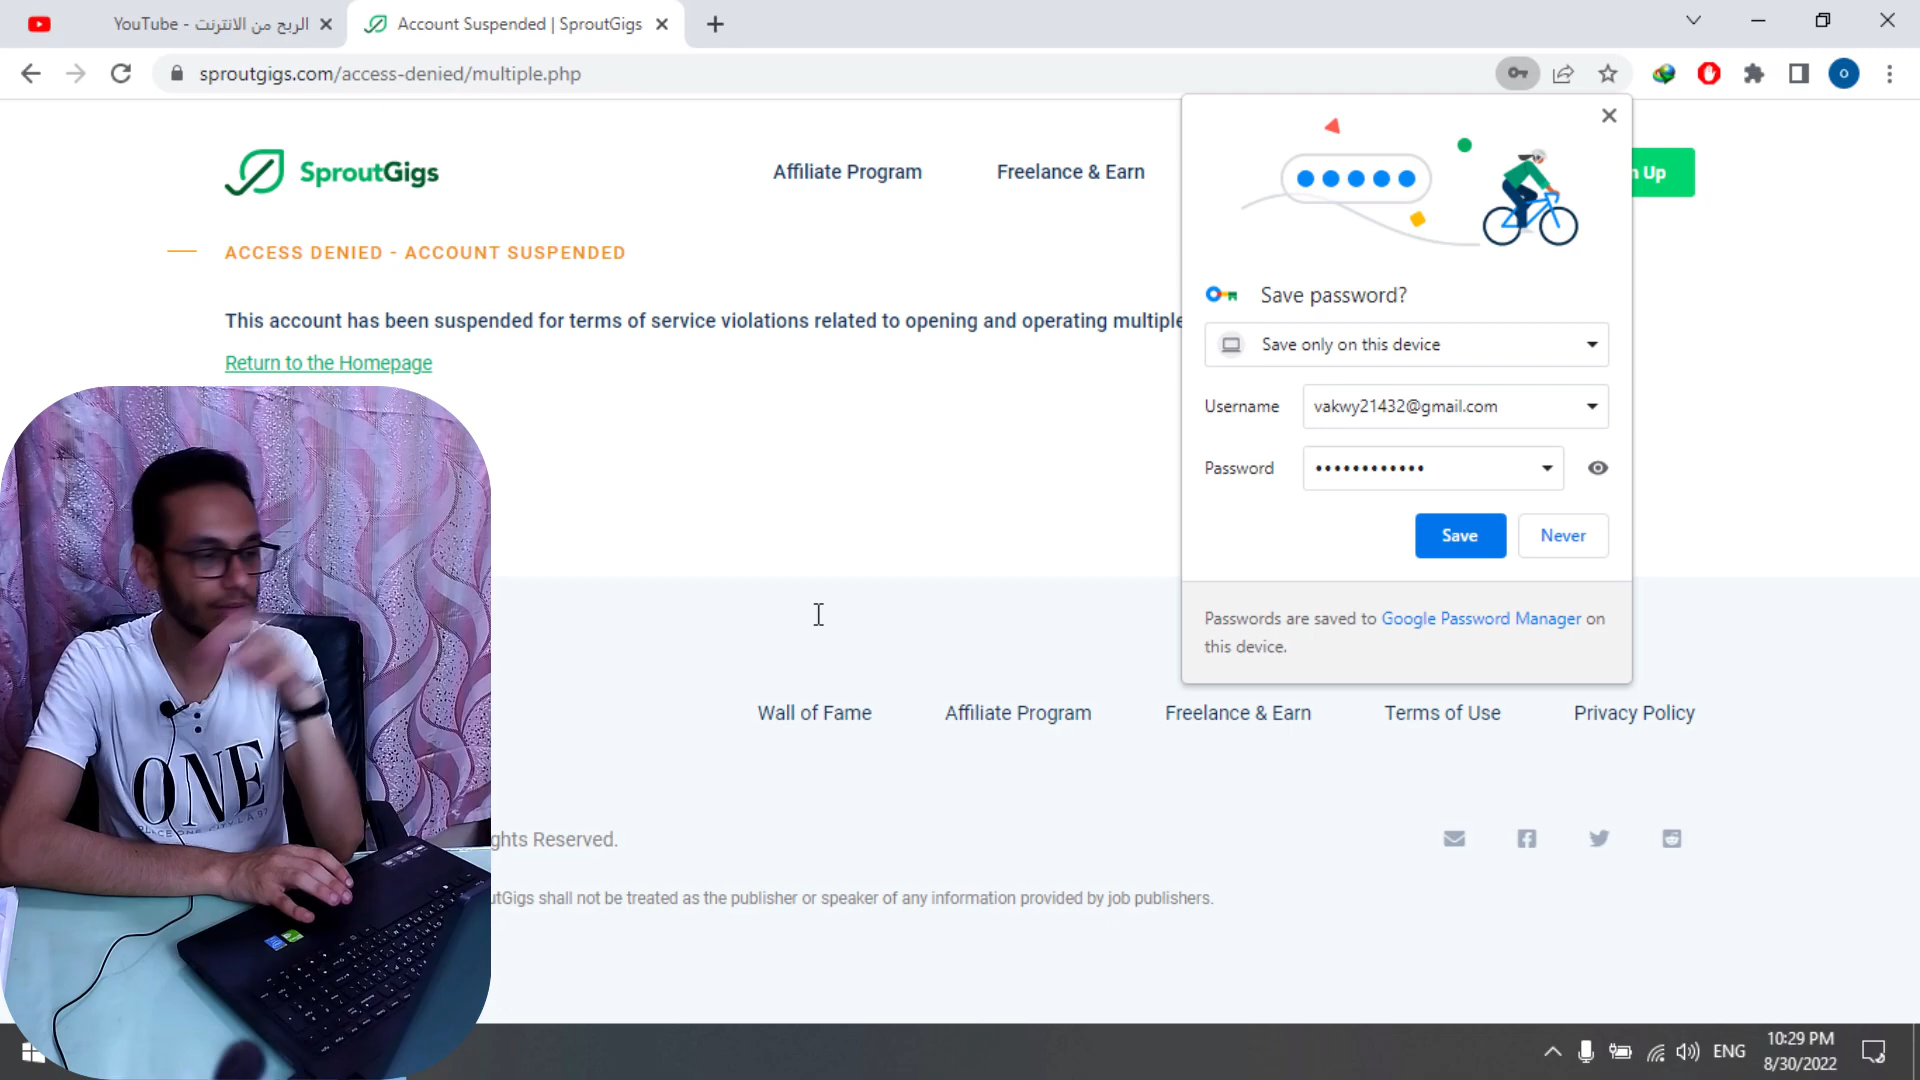 YouTube - الربح من الانترنت
Account Suspended | SproutGigs
sproutgigs.com/access-denied/multiple.php
o
SproutGigs
Affiliate Program
Freelance & Earn
n Up
ACCESS DENIED - ACCOUNT SUSPENDED
This account has been suspended for terms of service violations related to opening and operating multiple
Return to the Homepage
Save password?
Save only on this device
Username
vakwy21432@gmail.com
Password
••••••••••••
Save
Never
Passwords are saved to Google Password Manager on
this device.
Wall of Fame
Affiliate Program
Freelance & Earn
Terms of Use
Privacy Policy
ghts Reserved.
utGigs shall not be treated as the publisher or speaker of any information provided by job publishers.
ONE
ENG
10:29 PM
8/30/2022